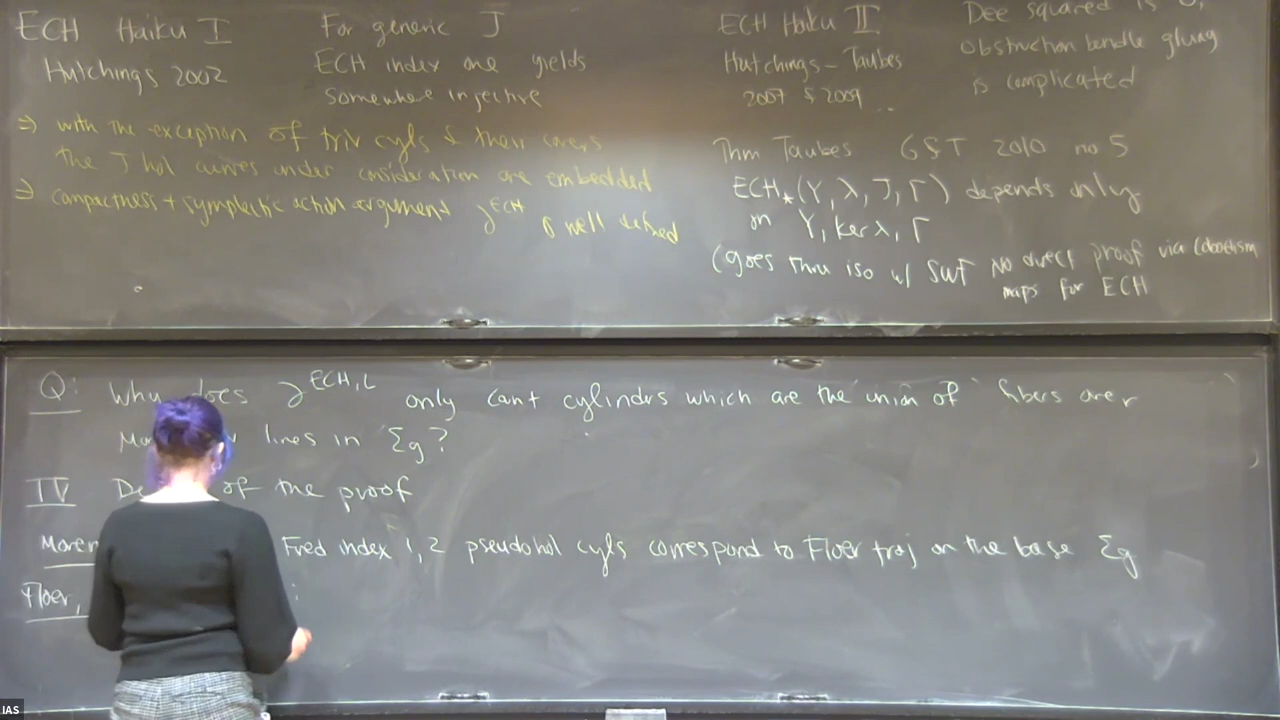 ECH Haiku I
Hutchings 2002
For generic J
ECH index one yields
Somewhere injective
⇒ with the exception of triv cyls & their covers
the J hol curves under consideration are embedded
⇒ compactness + symplectic action argument ∂^ECH is well defined
ECH Haiku II
Hutchings-Taubes
2007 & 2009 ..
Dee squared is 0,
obstruction bundle gluing
is complicated
Thm Taubes G&T 2010 no 5
ECH_*(Y, λ, J, Γ) depends only
on Y, ker λ, Γ
(goes thru iso w/ SWF No direct proof via cobordism
maps for ECH
Q: Why does ∂^ECH,L only count cylinders which are the union of fibers over
lines in Σg?
IV of the proof
Fred index 1, 2 pseudohol cyls correspond to Floer traj on the base Σg
Floer,
IAS